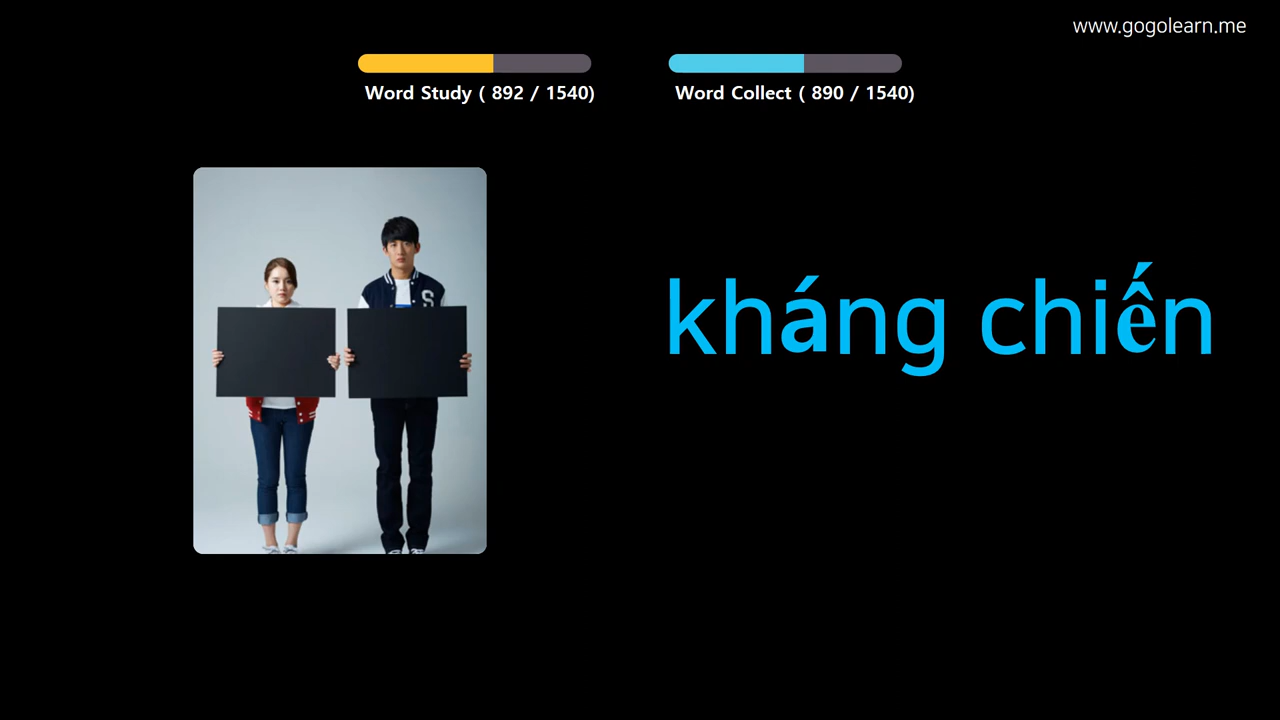 www.gogolearn.me
Word Study ( 892 / 1540)
Word Collect ( 890 / 1540)
S
kháng chiến